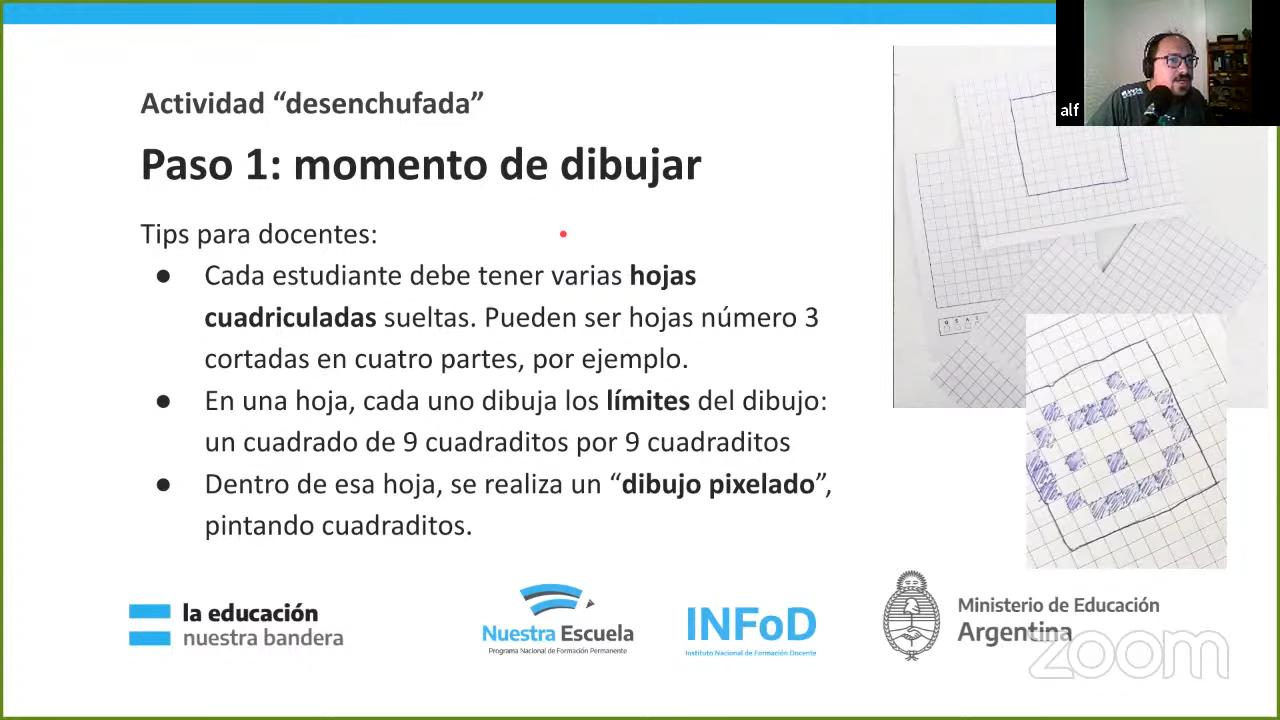 alf
Actividad “desenchufada”
Paso 1: momento de dibujar
Tips para docentes:
● Cada estudiante debe tener varias hojas
cuadriculadas sueltas. Pueden ser hojas número 3
cortadas en cuatro partes, por ejemplo.
● En una hoja, cada uno dibuja los límites del dibujo:
un cuadrado de 9 cuadraditos por 9 cuadraditos
● Dentro de esa hoja, se realiza un “dibujo pixelado”,
pintando cuadraditos.
la educación
nuestra bandera
Nuestra Escuela
Programa Nacional de Formación Permanente
INFoD
Instituto Nacional de Formación Docente
Ministerio de Educación
Argentina
zoom